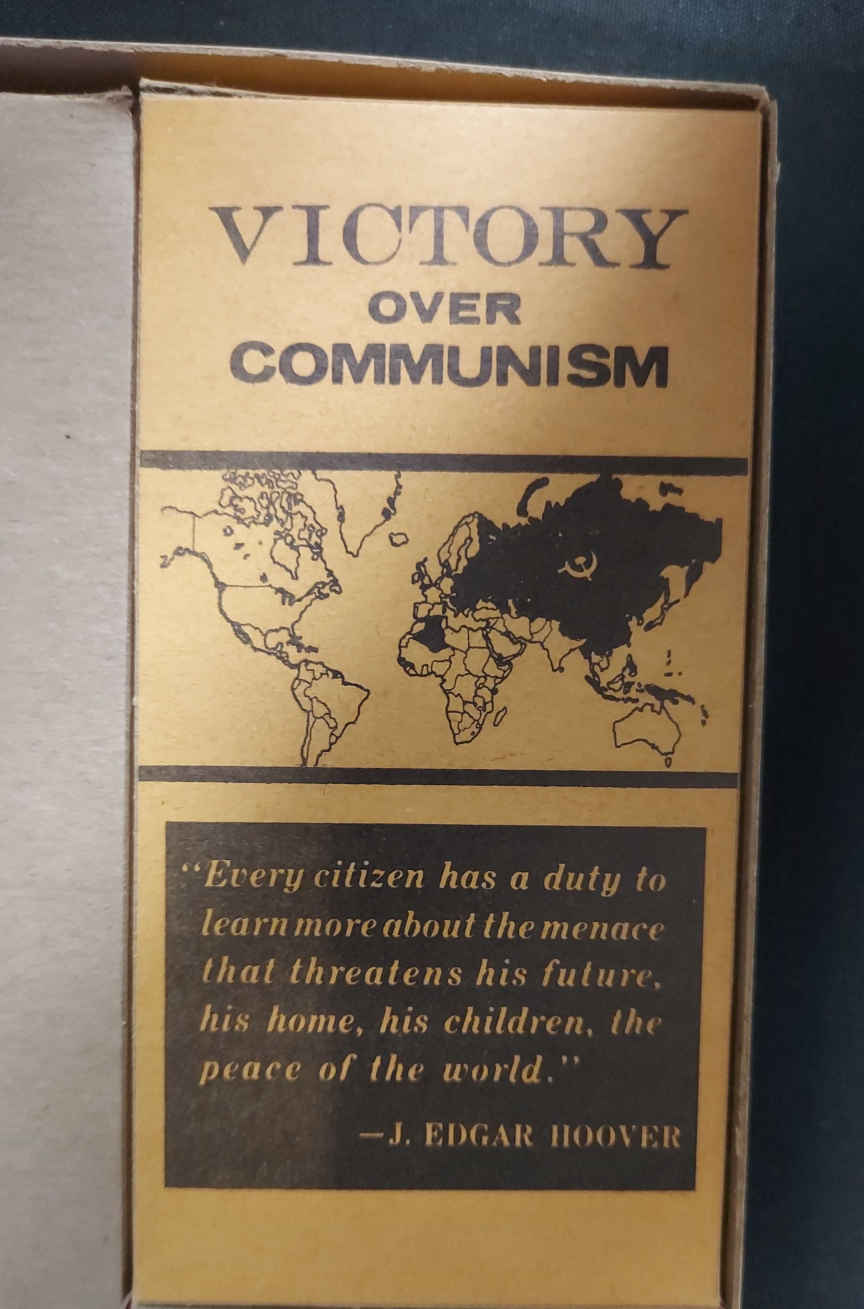 VICTORY
OVER
COMMUNISM
“Every citizen has a duty to
learn more about the menace
that threatens his future,
his home, his children, the
peace of the world.”
—J. EDGAR HOOVER